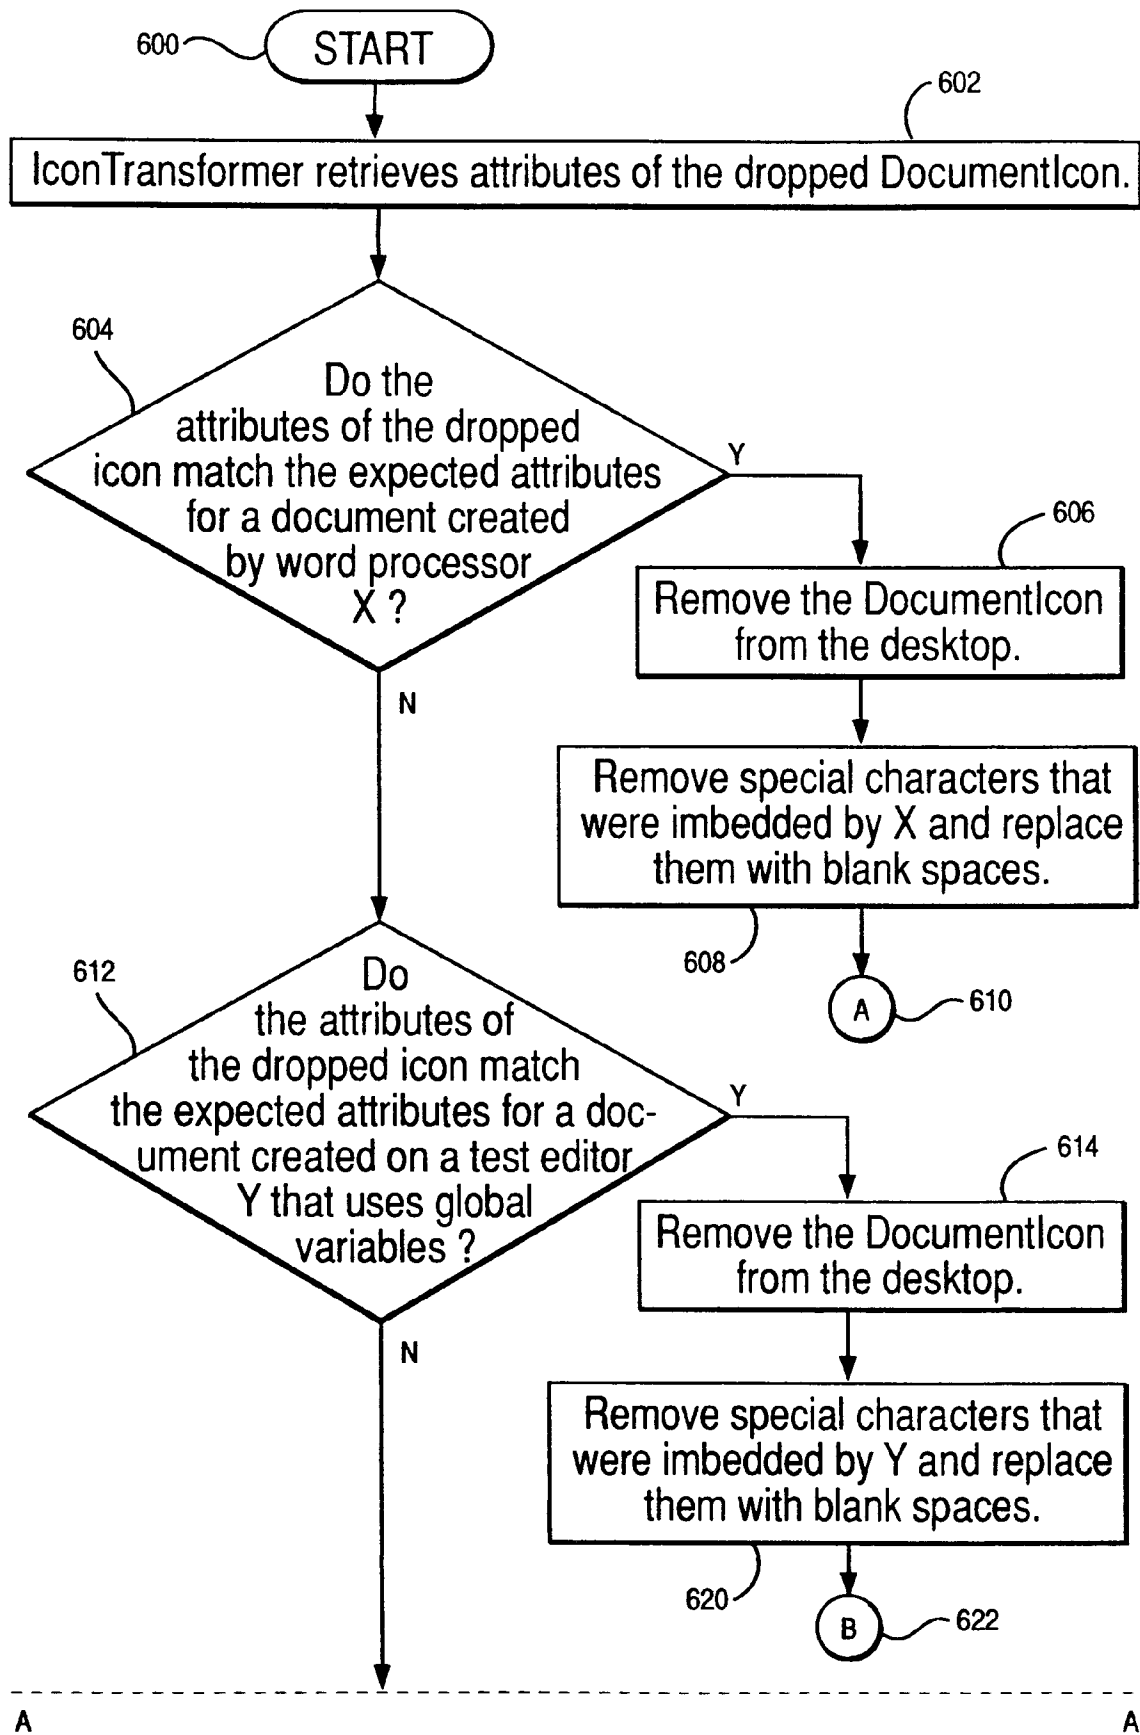 600
START
602
IconTransformer retrieves attributes of the dropped DocumentIcon.
604
Do the
attributes of the dropped
icon match the expected attributes
for a document created
by word processor
X ?
Y
N
606
Remove the DocumentIcon
from the desktop.
Remove special characters that
were imbedded by X and replace
them with blank spaces.
608
A
610
612
Do
the attributes of
the dropped icon match
the expected attributes for a doc-
ument created on a test editor
Y that uses global
variables ?
Y
N
614
Remove the DocumentIcon
from the desktop.
Remove special characters that
were imbedded by Y and replace
them with blank spaces.
620
B
622
A
A